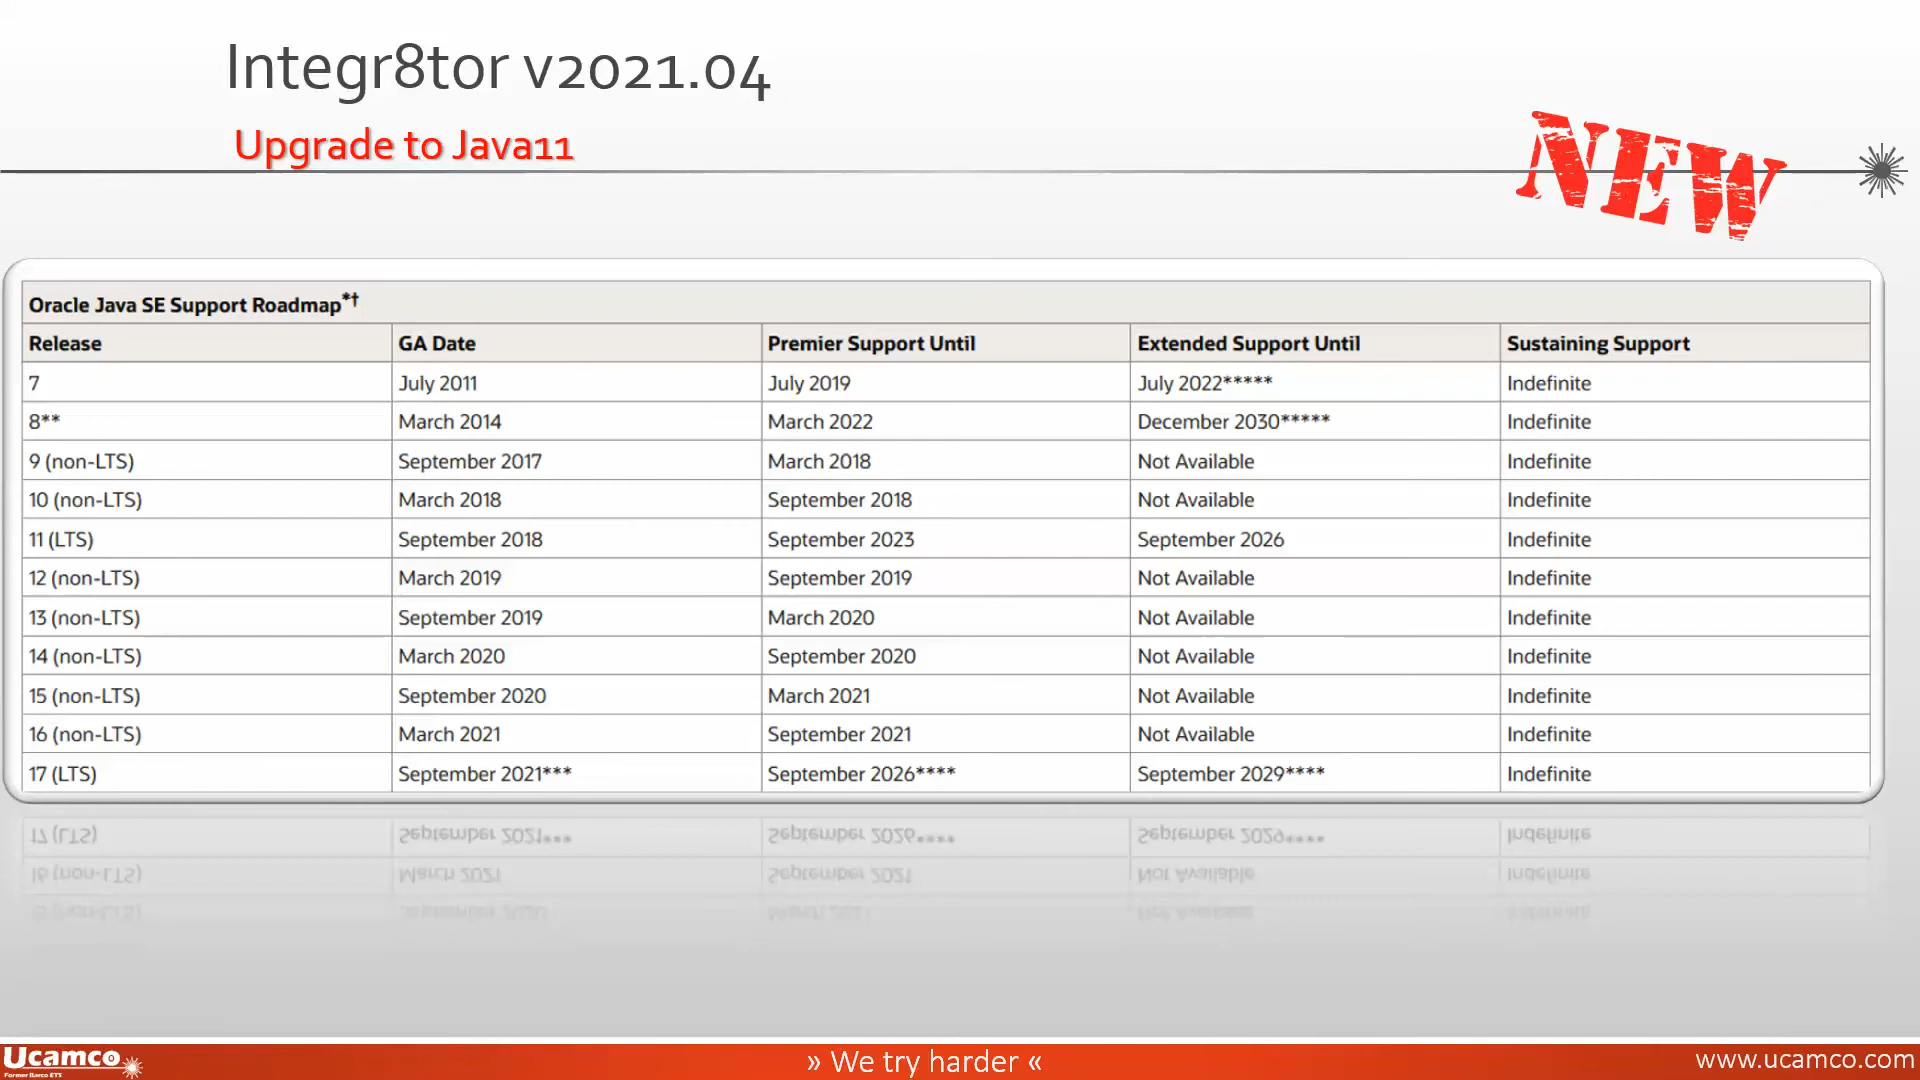 Integr8tor v2021.04
Upgrade to Java11
NEW
Oracle Java SE Support Roadmap*†
Release GA Date Premier Support Until Extended Support Until Sustaining Support
7 July 2011 July 2019 July 2022***** Indefinite
8** March 2014 March 2022 December 2030***** Indefinite
9 (non-LTS) September 2017 March 2018 Not Available Indefinite
10 (non-LTS) March 2018 September 2018 Not Available Indefinite
11 (LTS) September 2018 September 2023 September 2026 Indefinite
12 (non-LTS) March 2019 September 2019 Not Available Indefinite
13 (non-LTS) September 2019 March 2020 Not Available Indefinite
14 (non-LTS) March 2020 September 2020 Not Available Indefinite
15 (non-LTS) September 2020 March 2021 Not Available Indefinite
16 (non-LTS) March 2021 September 2021 Not Available Indefinite
17 (LTS) September 2021*** September 2026**** September 2029**** Indefinite
Ucamco
Former Barco ETS
» We try harder «
www.ucamco.com